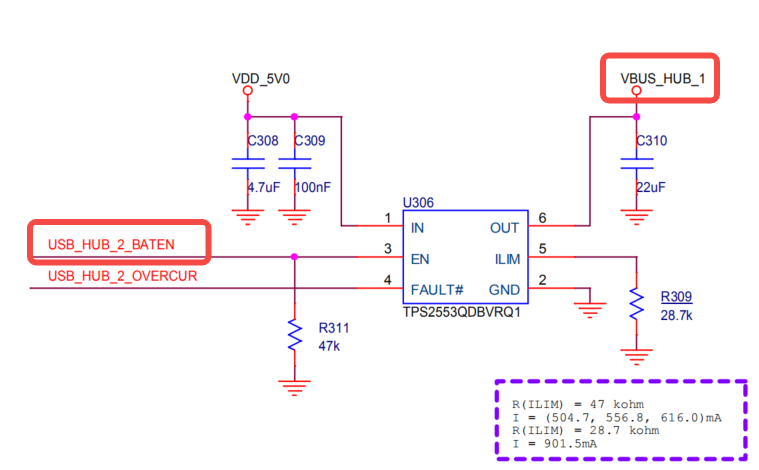 VDD_5V0
VBUS_HUB_1
C308
C309
C310
4.7uF
100nF
22uF
U306
1
IN
OUT
6
USB_HUB_2_BATEN
3
EN
ILIM
5
USB_HUB_2_OVERCUR
4
FAULT#
GND
2
TPS2553QDBVRQ1
R309
28.7k
R311
47k
R(ILIM) = 47 kohm
I = (504.7, 556.8, 616.0)mA
R(ILIM) = 28.7 kohm
I = 901.5mA